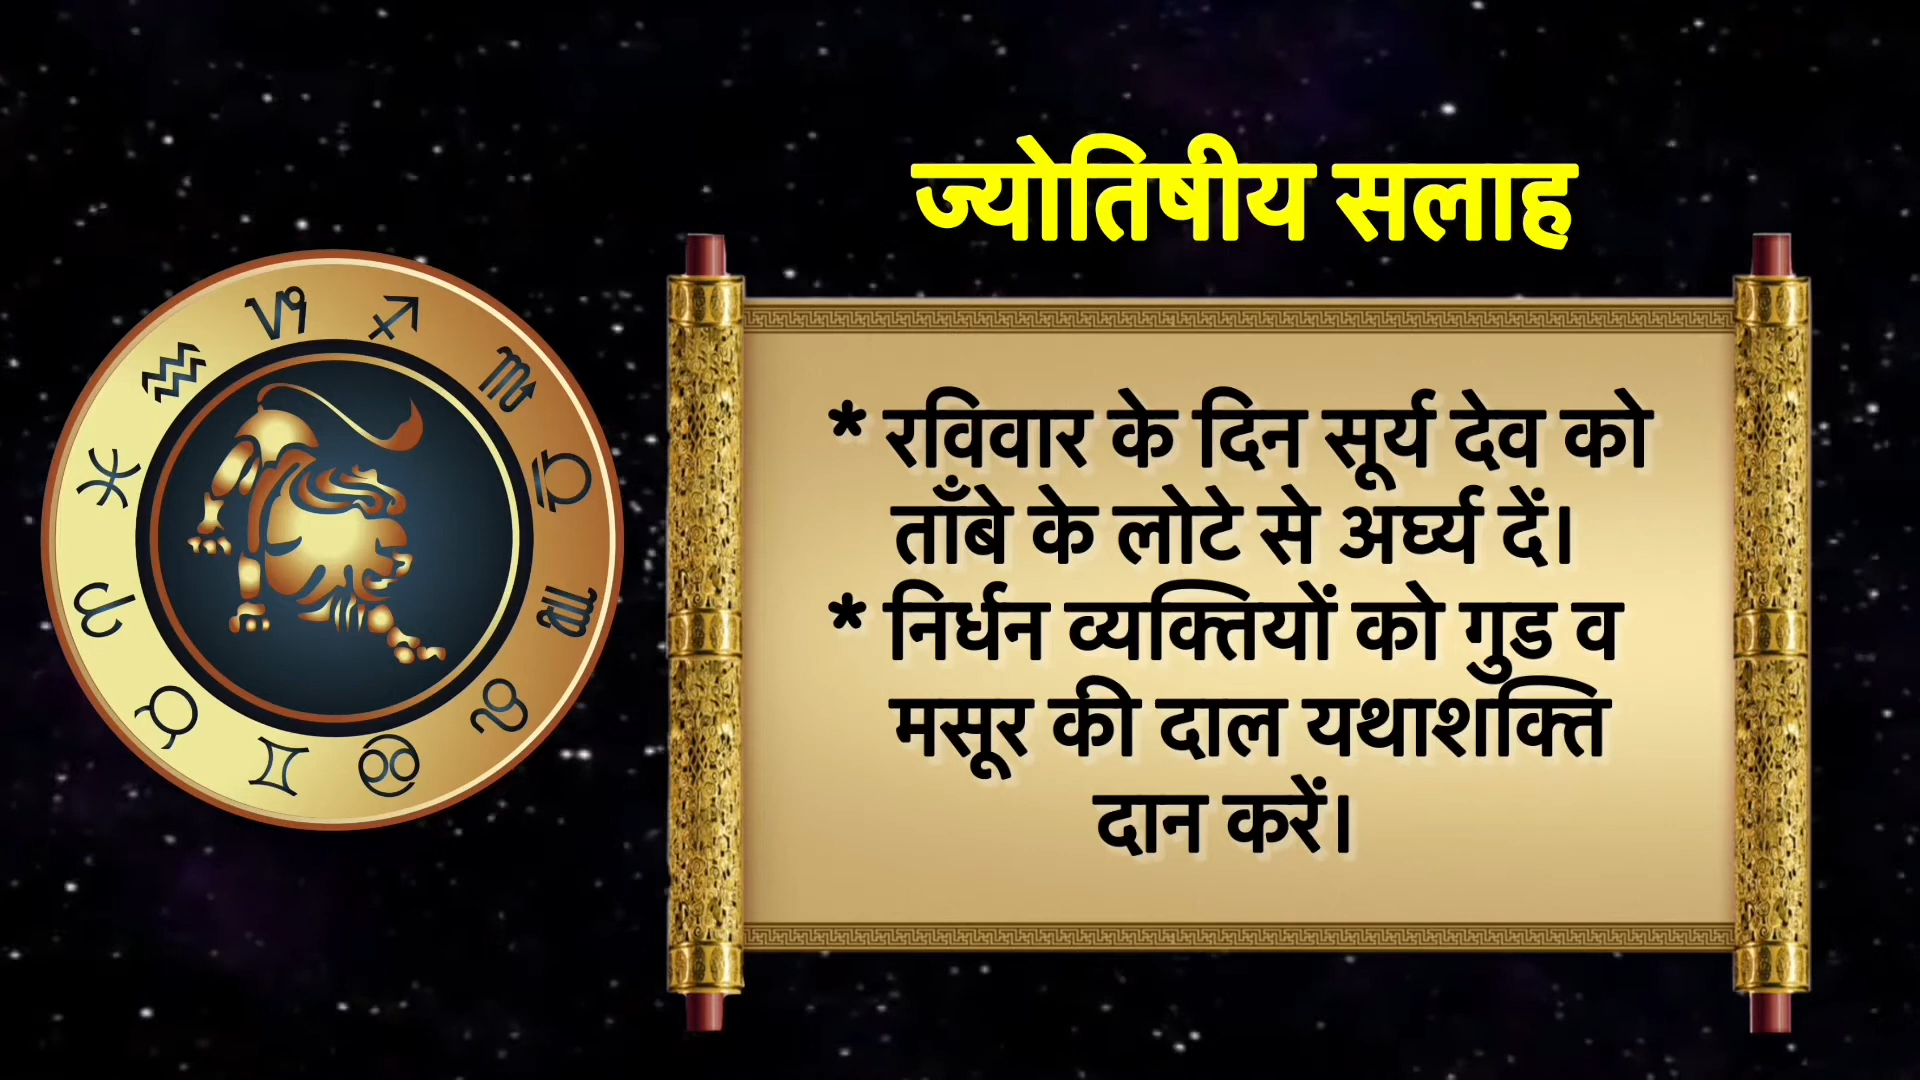 ज्योतिषीय सलाह
* रविवार के दिन सूर्य देव को
ताँबे के लोटे से अर्घ्य दें।
* निर्धन व्यक्तियों को गुड व
मसूर की दाल यथाशक्ति
दान करें।